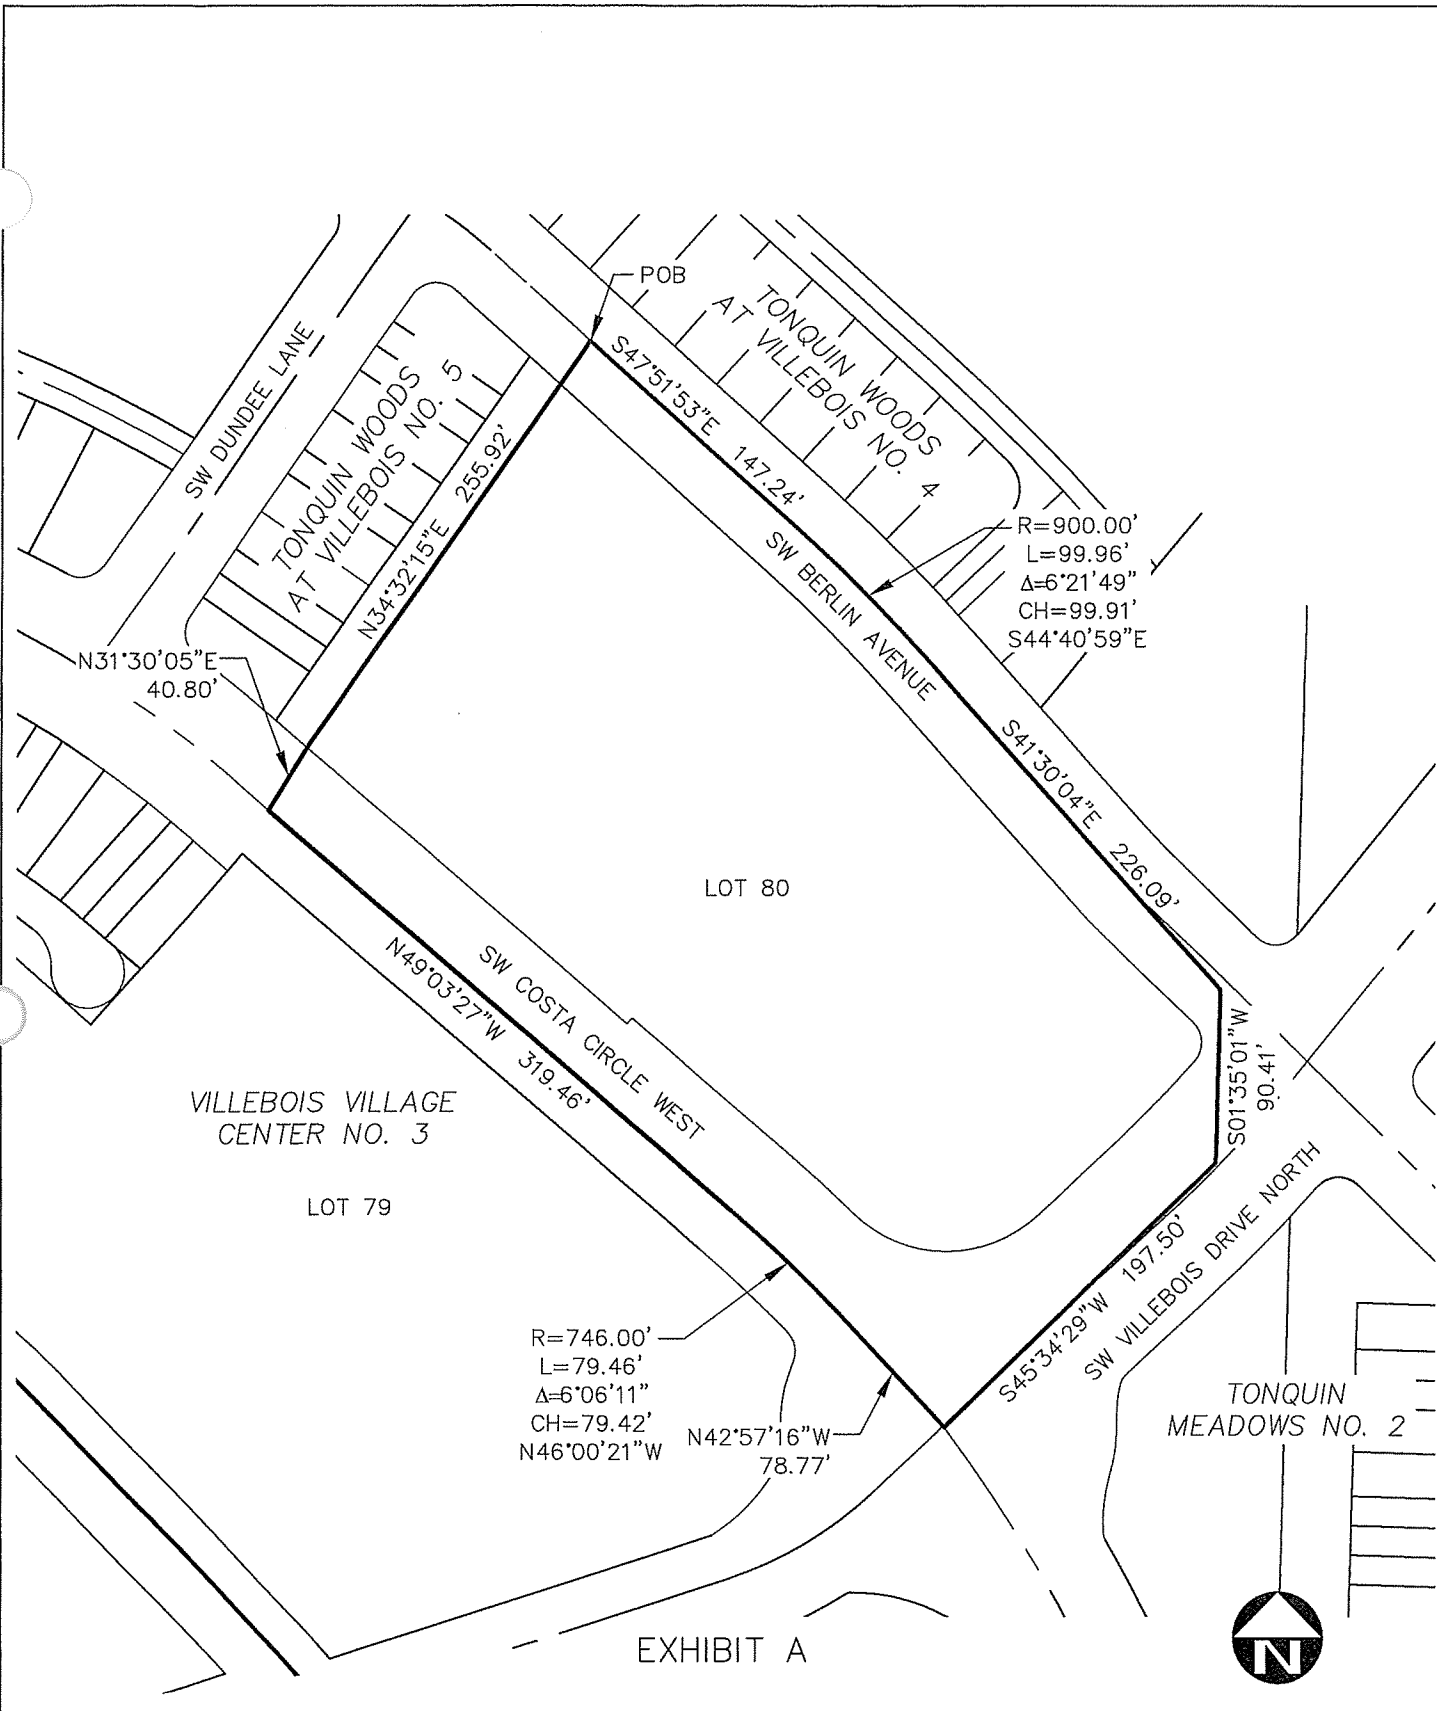 POB
S47°51'53"E 147.24'
TONQUIN WOODS
AT VILLEBOIS NO. 4
SW DUNDEE LANE
TONQUIN WOODS
AT VILLEBOIS NO. 5
N34°32'15"E 255.92'
R=900.00'
L=99.96'
Δ=6°21'49"
CH=99.91'
S44°40'59"E
SW BERLIN AVENUE
N31°30'05"E
40.80'
S41°30'04"E 226.09'
LOT 80
N49°03'27"W 319.46'
SW COSTA CIRCLE WEST
S01°35'01"W
90.41'
VILLEBOIS VILLAGE
CENTER NO. 3
LOT 79
S45°34'29"W 197.50'
SW VILLEBOIS DRIVE NORTH
R=746.00'
L=79.46'
Δ=6°06'11"
CH=79.42'
N46°00'21"W
N42°57'16"W
78.77'
TONQUIN
MEADOWS NO. 2
EXHIBIT A
N